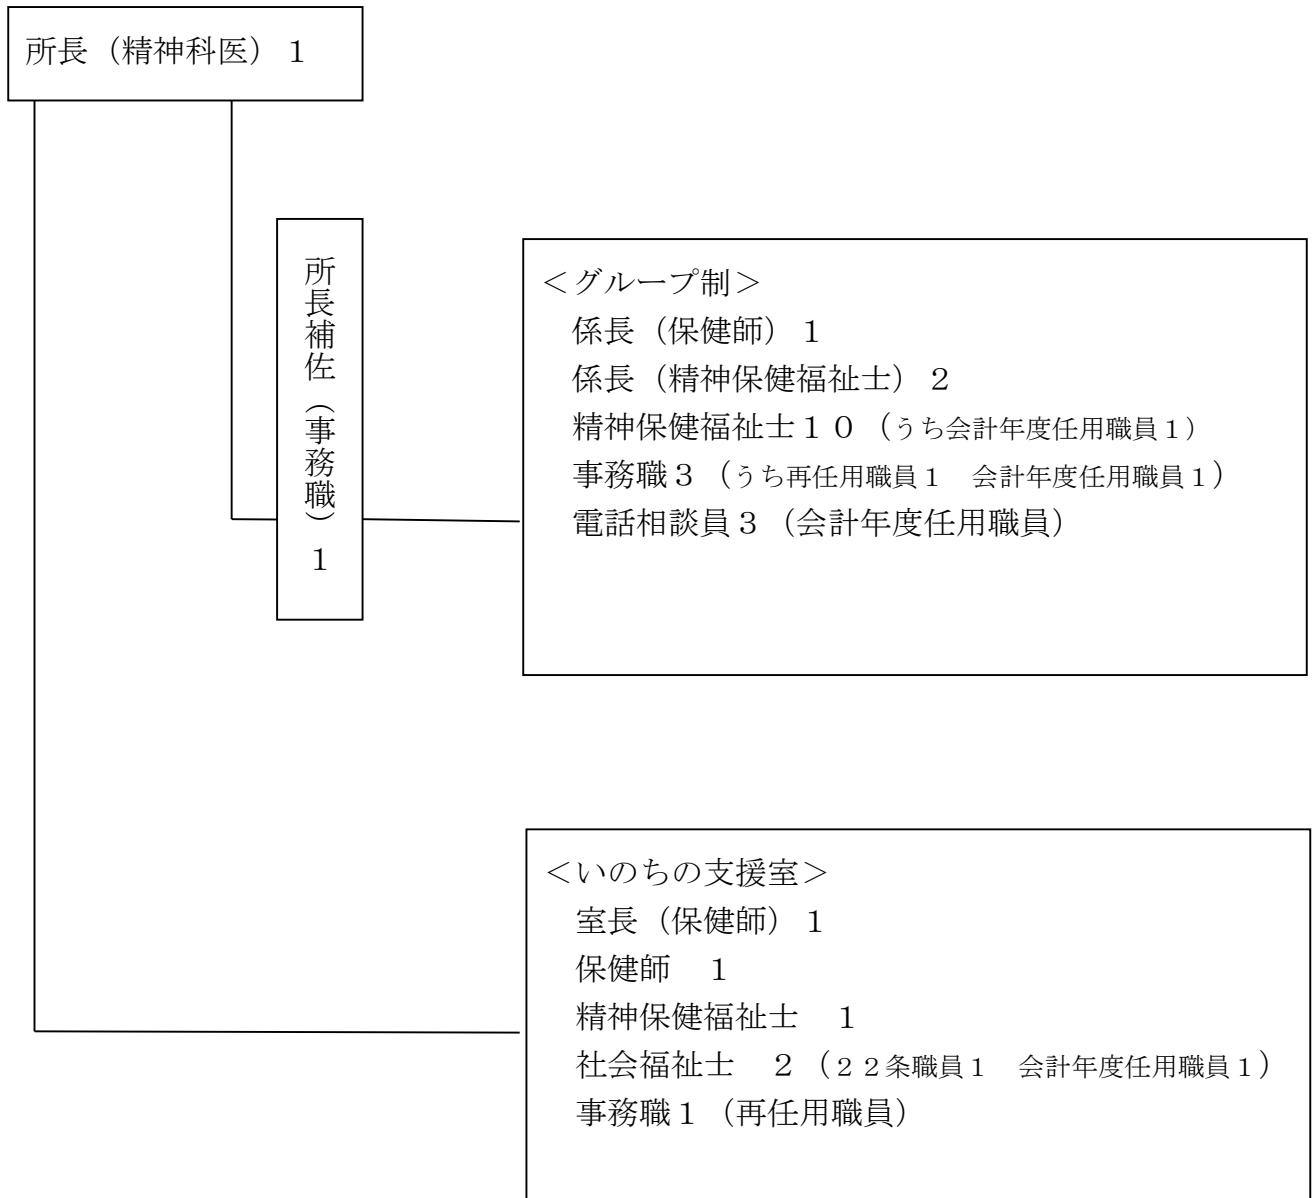 所長（精神科医）１
所長補佐（事務職）１
＜グループ制＞
係長（保健師）１
係長（精神保健福祉士）２
精神保健福祉士１０（うち会計年度任用職員１）
事務職３（うち再任用職員１　会計年度任用職員１）
電話相談員３（会計年度任用職員）
＜いのちの支援室＞
室長（保健師）１
保健師　１
精神保健福祉士　１
社会福祉士　２（２２条職員１　会計年度任用職員１）
事務職１（再任用職員）